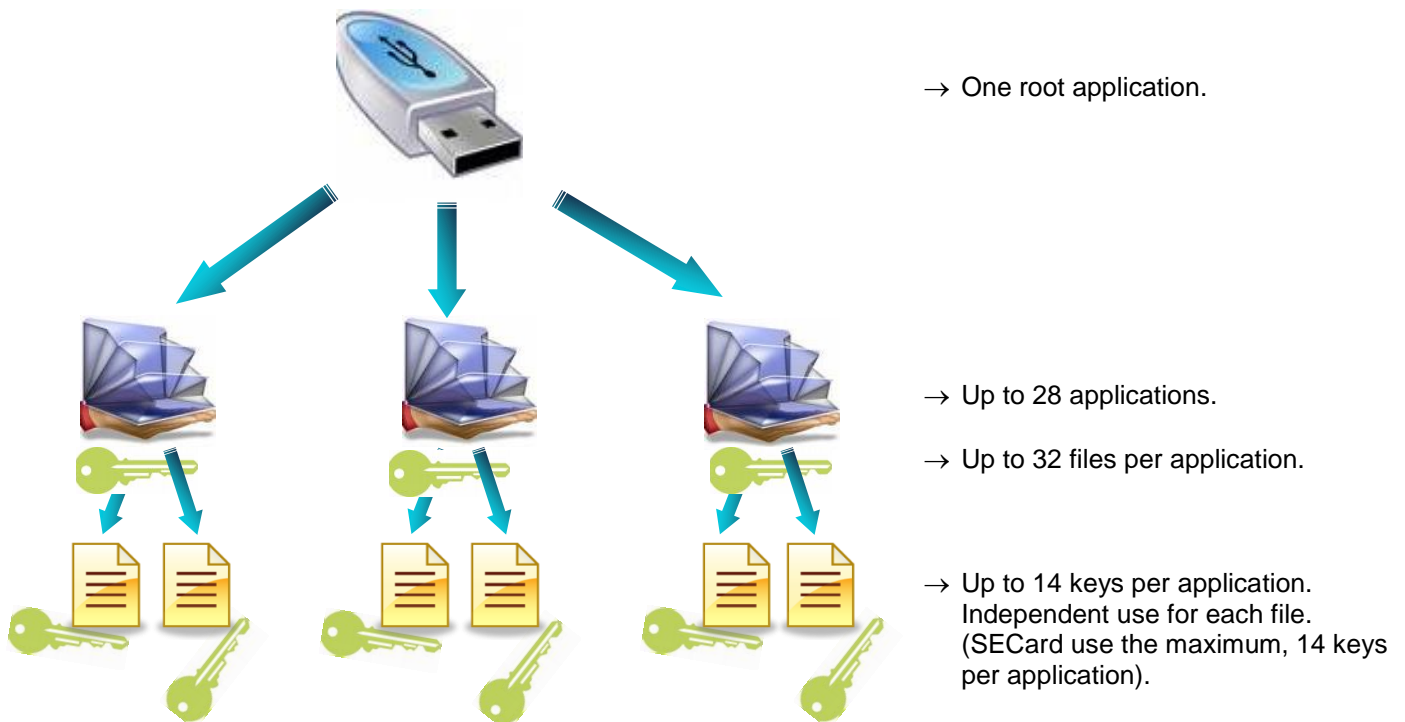 → One root application.
→ Up to 28 applications.
→ Up to 32 files per application.
→ Up to 14 keys per application.
Independent use for each file.
(SECard use the maximum, 14 keys
per application).